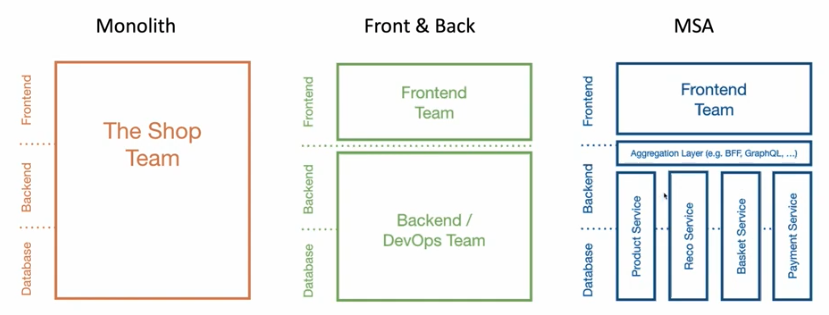 Monolith
Frontend
Backend
Database
The Shop
Team
Front & Back
Frontend
Backend
Database
Frontend
Team
Backend /
DevOps Team
MSA
Frontend
Backend
Database
Frontend
Team
Aggregation Layer (e.g. BFF, GraphQL, ...)
Product Service
Reco Service
Basket Service
Payment Service